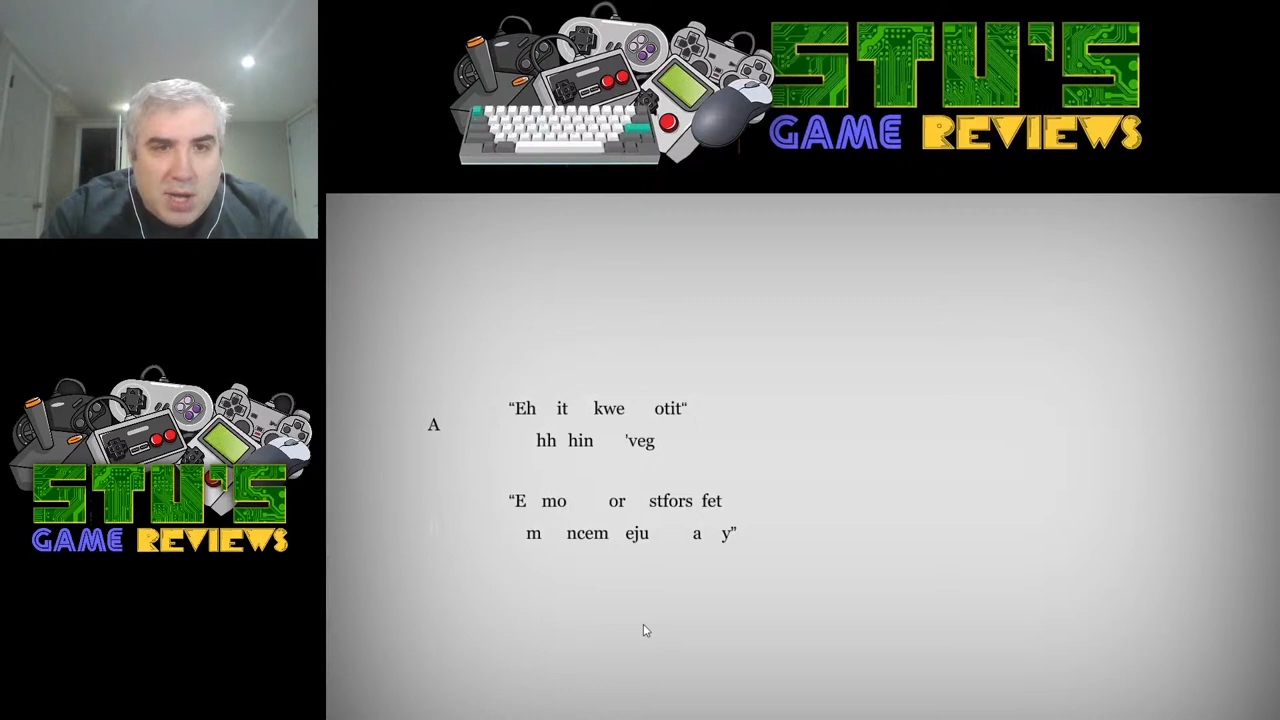 STU'S
GAME REVIEWS
A
“Eh it kwe otit“
hh hin 'veg
“E mo or stfors fet
m ncem eju a y”
STU'S
GAME REVIEWS